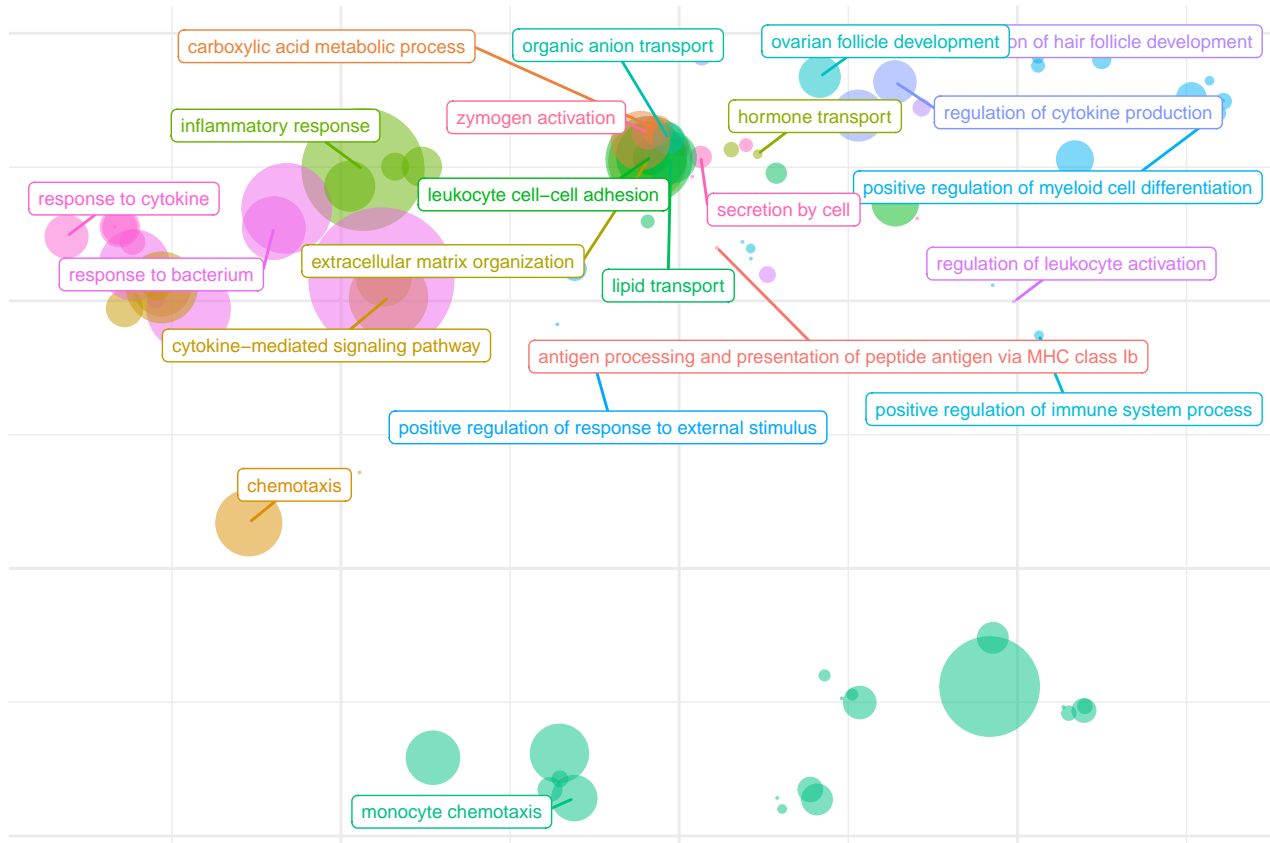 carboxylic acid metabolic process
organic anion transport
ovarian follicle development
on of hair follicle development
inflammatory response
zymogen activation
hormone transport
regulation of cytokine production
response to cytokine
leukocyte cell−cell adhesion
secretion by cell
positive regulation of myeloid cell differentiation
response to bacterium
extracellular matrix organization
lipid transport
regulation of leukocyte activation
cytokine−mediated signaling pathway
antigen processing and presentation of peptide antigen via MHC class Ib
positive regulation of response to external stimulus
positive regulation of immune system process
chemotaxis
monocyte chemotaxis